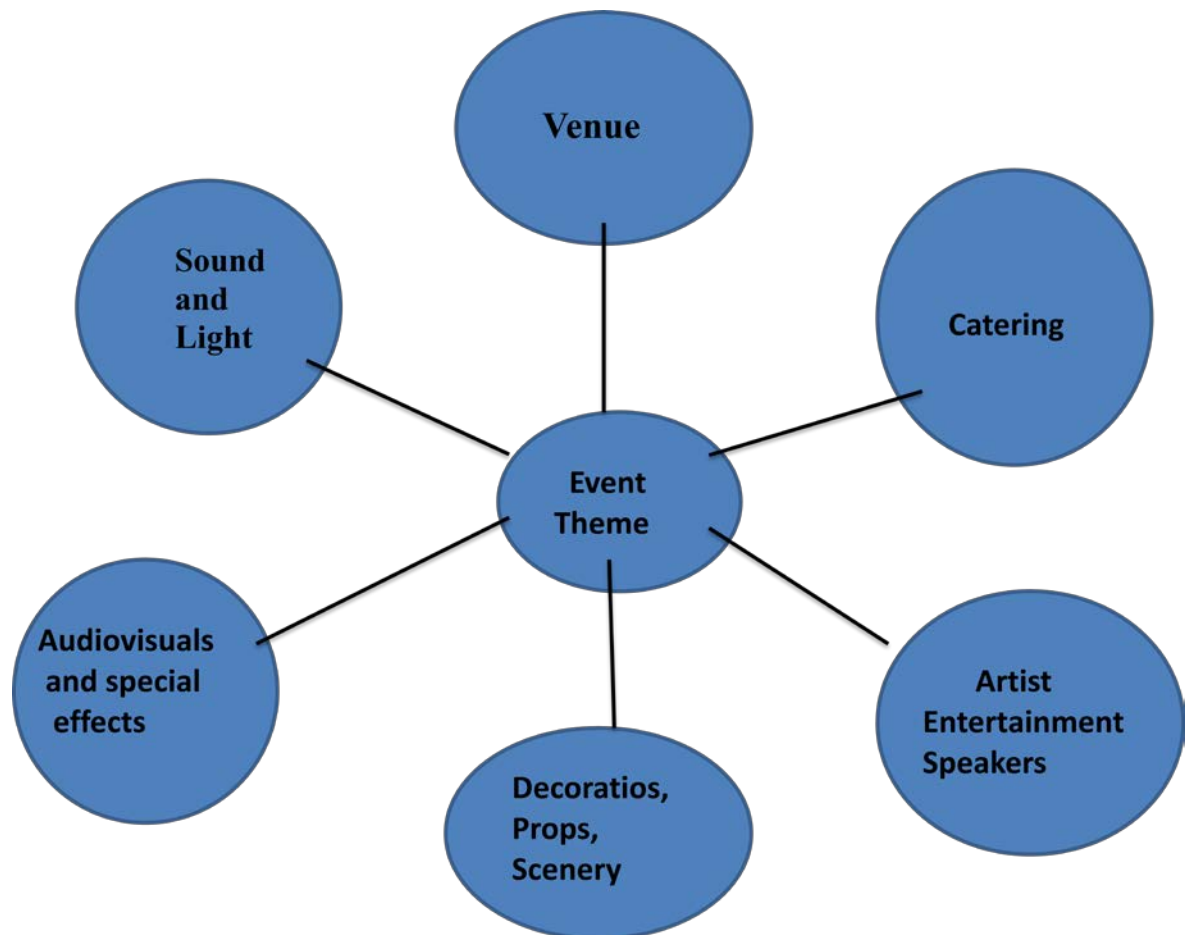 Venue
Sound
and
Light
Catering
Event
Theme
Audiovisuals
and special
effects
Artist
Entertainment
Speakers
Decoratios,
Props,
Scenery